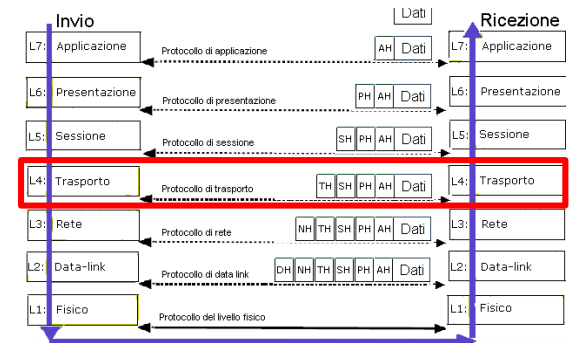 Dati
Invio
Ricezione
L7: Applicazione
Protocollo di applicazione
AH Dati
L7: Applicazione
L6: Presentazione
Protocollo di presentazione
PH AH Dati
L6: Presentazione
L5: Sessione
Protocollo di sessione
SH PH AH Dati
L5: Sessione
L4: Trasporto
Protocollo di trasporto
TH SH PH AH Dati
L4: Trasporto
L3: Rete
Protocollo di rete
NH TH SH PH AH Dati
L3: Rete
L2: Data-link
Protocollo di data link
DH NH TH SH PH AH Dati
L2: Data-link
L1: Fisico
Protocollo del livello fisico
L1: Fisico